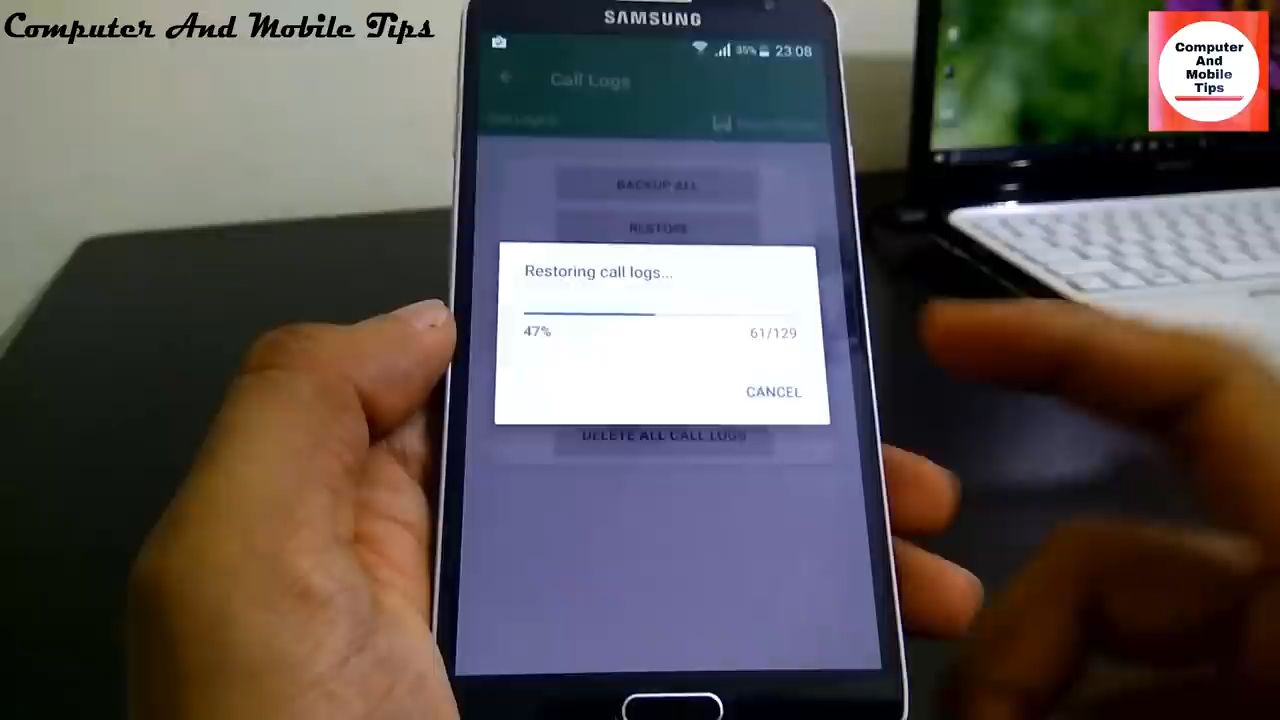 Computer And Mobile Tips
SAMSUNG
Computer
And
Mobile
Tips
35% 23:08
Call Logs
BACKUP ALL
RESTORE
Restoring call logs...
47% 61/129
CANCEL
DELETE ALL CALL LOGS